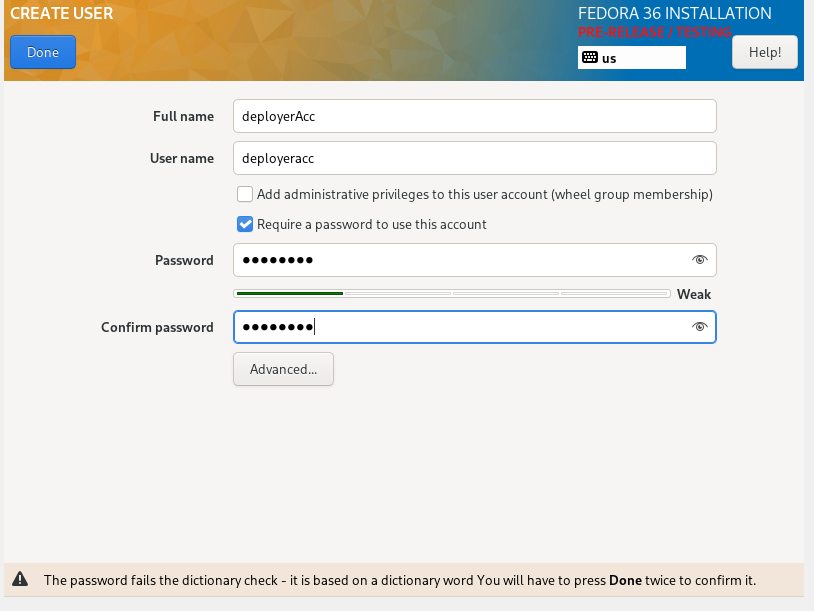 CREATE USER
FEDORA 36 INSTALLATION
PRE-RELEASE / TESTING
Done
us
Help!
Full name
deployerAcc
User name
deployeracc
Add administrative privileges to this user account (wheel group membership)
Require a password to use this account
Password
●●●●●●●●
Weak
Confirm password
●●●●●●●●
Advanced...
The password fails the dictionary check - it is based on a dictionary word You will have to press Done twice to confirm it.